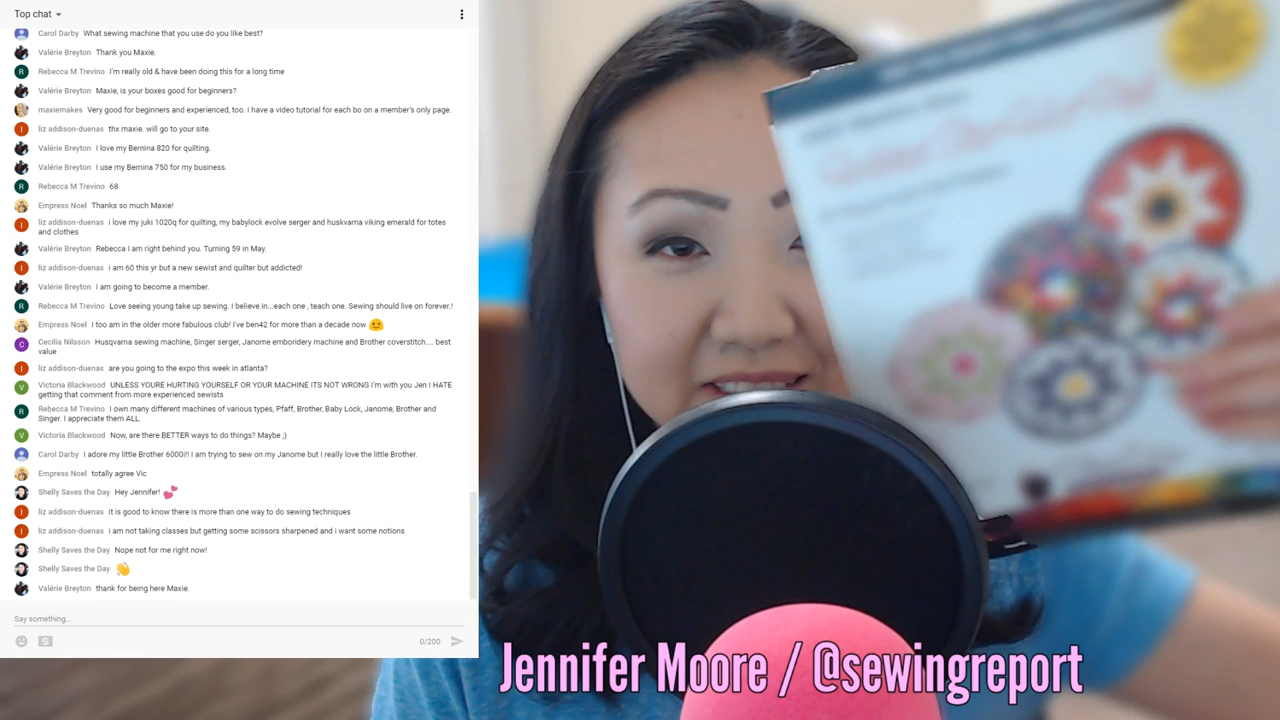 Top chat
Carol Darby What sewing machine that you use do you like best?
Valérie Breyton Thank you Maxie.
R Rebecca M Trevino I'm really old & have been doing this for a long time
Valérie Breyton Maxie, is your boxes good for beginners?
maxiemakes Very good for beginners and experienced, too. I have a video tutorial for each bo on a member's only page.
l liz addison-duenas thx maxie. will go to your site.
Valérie Breyton I love my Bernina 820 for quilting.
Valérie Breyton I use my Bernina 750 for my business.
R Rebecca M Trevino 68
Empress Noel Thanks so much Maxie!
l liz addison-duenas i love my juki 1020q for quilting, my babylock evolve serger and huskvarna viking emerald for totes
and clothes
Valérie Breyton Rebecca I am right behind you. Turning 59 in May.
l liz addison-duenas i am 60 this yr but a new sewist and quilter but addicted!
Valérie Breyton I am going to become a member.
R Rebecca M Trevino Love seeing young take up sewing. I believe in...each one , teach one. Sewing should live on forever.!
Empress Noel I too am in the older more fabulous club! I've ben42 for more than a decade now
C Cecilia Nilsson Husqvarna sewing machine, Singer serger, Janome emboridery machine and Brother coverstitch.... best
value
l liz addison-duenas are you going to the expo this week in atlanta?
V Victoria Blackwood UNLESS YOURE HURTING YOURSELF OR YOUR MACHINE ITS NOT WRONG I'm with you Jen I HATE
getting that comment from more experienced sewists
R Rebecca M Trevino I own many different machines of various types, Pfaff, Brother, Baby Lock, Janome, Brother and
Singer. I appreciate them ALL.
V Victoria Blackwood Now, are there BETTER ways to do things? Maybe ;)
Carol Darby I adore my little Brother 6000i!! I am trying to sew on my Janome but I really love the little Brother.
Empress Noel totally agree Vic
Shelly Saves the Day Hey Jennifer!
l liz addison-duenas it is good to know there is more than one way to do sewing techniques
l liz addison-duenas i am not taking classes but getting some scissors sharpened and i want some notions
Shelly Saves the Day Nope not for me right now!
Shelly Saves the Day
Valérie Breyton thank for being here Maxie.
Say something...
S 0/200
Jennifer Moore / @sewingreport